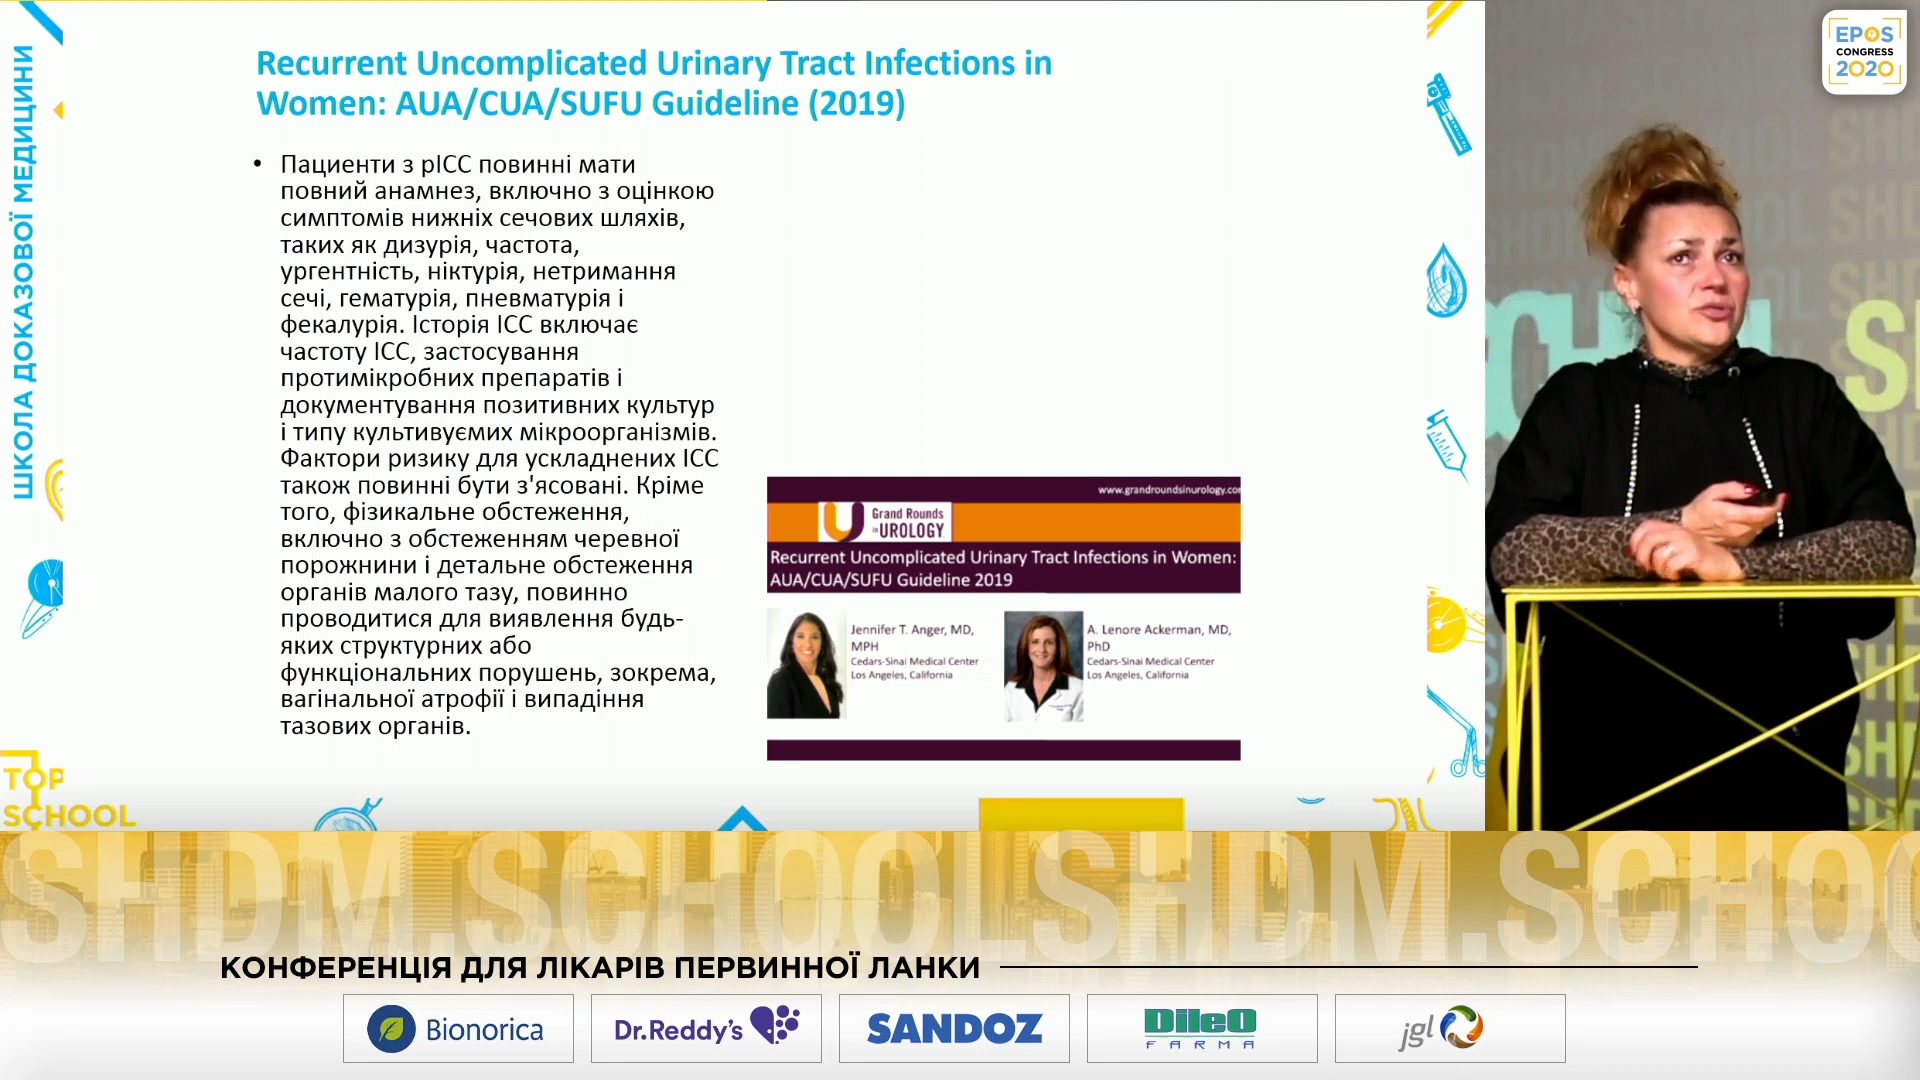 ШКОЛА ДОКАЗОВОЇ МЕДИЦИНИ
Recurrent Uncomplicated Urinary Tract Infections in
Women: AUA/CUA/SUFU Guideline (2019)
• Пациенти з рІСС повинні мати
повний анамнез, включно з оцінкою
симптомів нижніх сечових шляхів,
таких як дизурія, частота,
ургентність, ніктурія, нетримання
сечі, гематурія, пневматурія і
фекалурія. Історія ІСС включає
частоту ІСС, застосування
протимікробних препаратів і
документування позитивних культур
і типу культивуємих мікроорганізмів.
Фактори ризику для ускладнених ІСС
також повинні бути з'ясовані. Кріме
того, фізикальне обстеження,
включно з обстеженням черевної
порожнини і детальне обстеження
органів малого тазу, повинно
проводитися для виявлення будь-
яких структурних або
функціональних порушень, зокрема,
вагінальної атрофії і випадіння
тазових органів.
www.grandroundsinurology.com
Grand Rounds
in UROLOGY
Recurrent Uncomplicated Urinary Tract Infections in Women:
AUA/CUA/SUFU Guideline 2019
Jennifer T. Anger, MD,
MPH
Cedars-Sinai Medical Center
Los Angeles, California
A. Lenore Ackerman, MD,
PhD
Cedars-Sinai Medical Center
Los Angeles, California
EPOS
CONGRESS
2020
TOP
SCHOOL
SHDM.SCHOOLSHDM.SCHOO
КОНФЕРЕНЦІЯ ДЛЯ ЛІКАРІВ ПЕРВИННОЇ ЛАНКИ
Bionorica
Dr.Reddy's
SANDOZ
DileO
FARMA
jgl